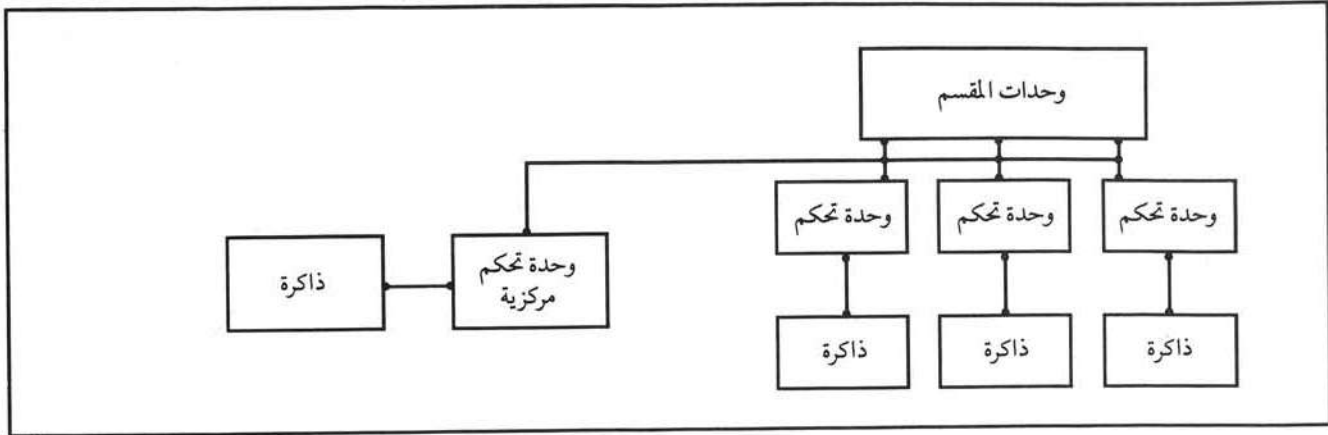 وحدات المقسم
وحدة تحكم
وحدة تحكم
وحدة تحكم
وحدة تحكم
مركزية
ذاكرة
ذاكرة
ذاكرة
ذاكرة